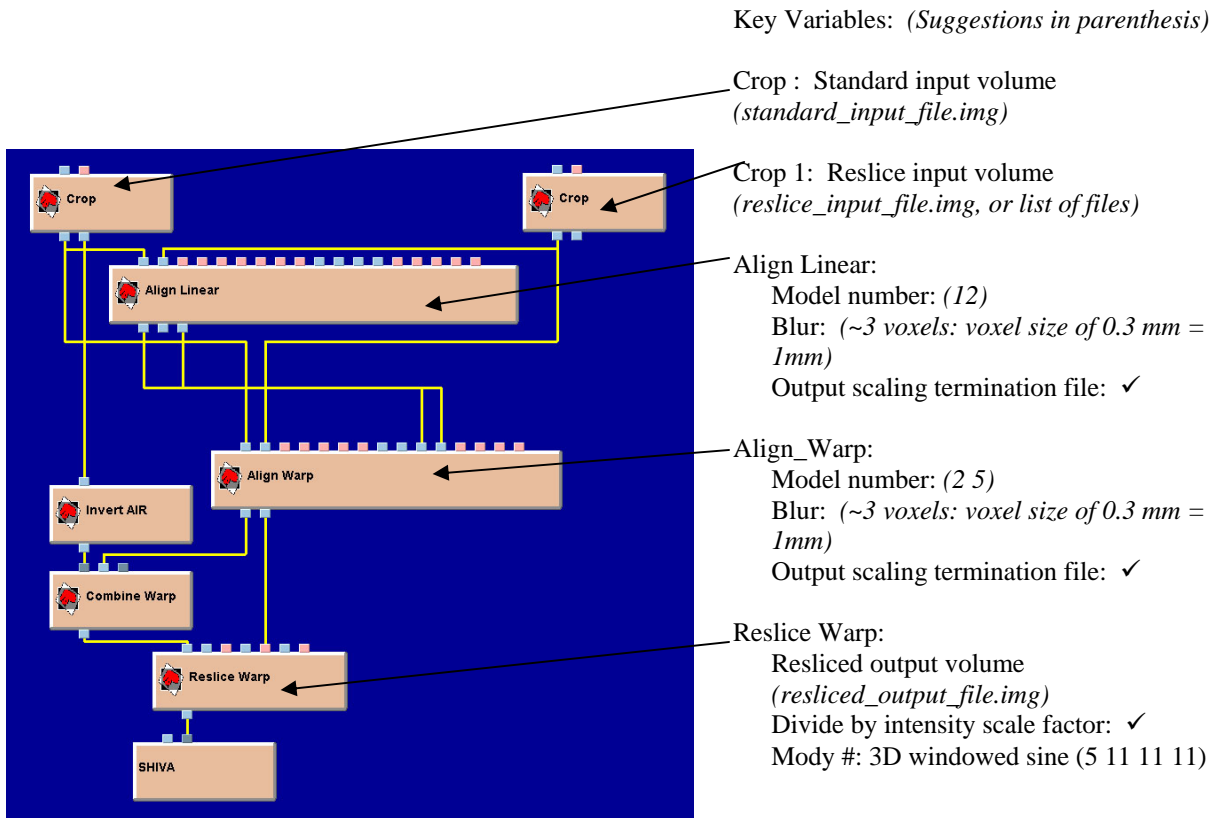 Key Variables: (Suggestions in parenthesis)
Crop : Standard input volume
(standard_input_file.img)
Crop 1: Reslice input volume
(reslice_input_file.img, or list of files)
Align Linear:
Model number: (12)
Blur: (~3 voxels: voxel size of 0.3 mm =
1mm)
Output scaling termination file: ✓
Align_Warp:
Model number: (2 5)
Blur: (~3 voxels: voxel size of 0.3 mm =
1mm)
Output scaling termination file: ✓
Reslice Warp:
Resliced output volume
(resliced_output_file.img)
Divide by intensity scale factor: ✓
Mody #: 3D windowed sine (5 11 11 11)
Crop
Crop
Align Linear
Align Warp
Invert AIR
Combine Warp
Reslice Warp
SHIVA